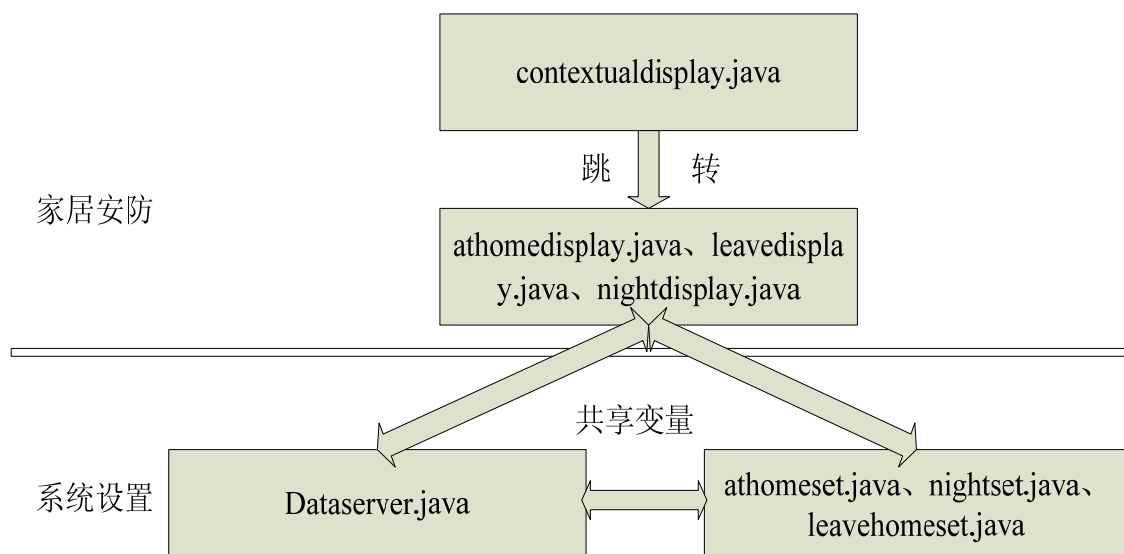 contextualdisplay.java
跳 转
家居安防
athomedisplay.java、leavedispla
y.java、nightdisplay.java
共享变量
系统设置
Dataserver.java
athomeset.java、nightset.java、
leavehomeset.java